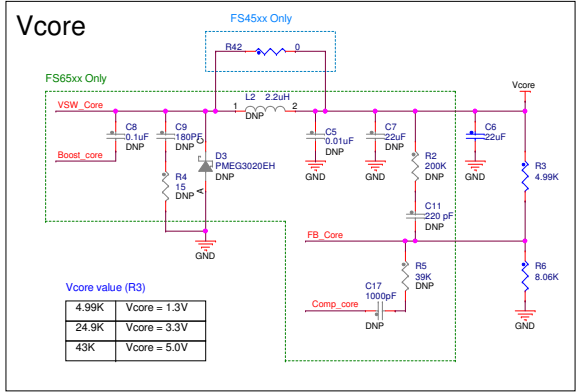 Vcore
FS45xx Only
R42 0
FS65xx Only
L2 2.2uH
Vcore
VSW_Core
1 2
DNP
C8
0.1uF
DNP
C9
180PF
DNP
C
D3
PMEG3020EH
DNP
A
C5
0.01uF
DNP
C7
22uF
DNP
C6
22uF
Boost_core
R4
15
DNP
GND
GND
GND
R2
200K
DNP
R3
4.99K
C11
220 pF
DNP
GND
FB_Core
R5
39K
DNP
R6
8.06K
C17
1000pF
Comp_core
DNP
GND
Vcore value (R3)
4.99K Vcore = 1.3V
24.9K Vcore = 3.3V
43K Vcore = 5.0V